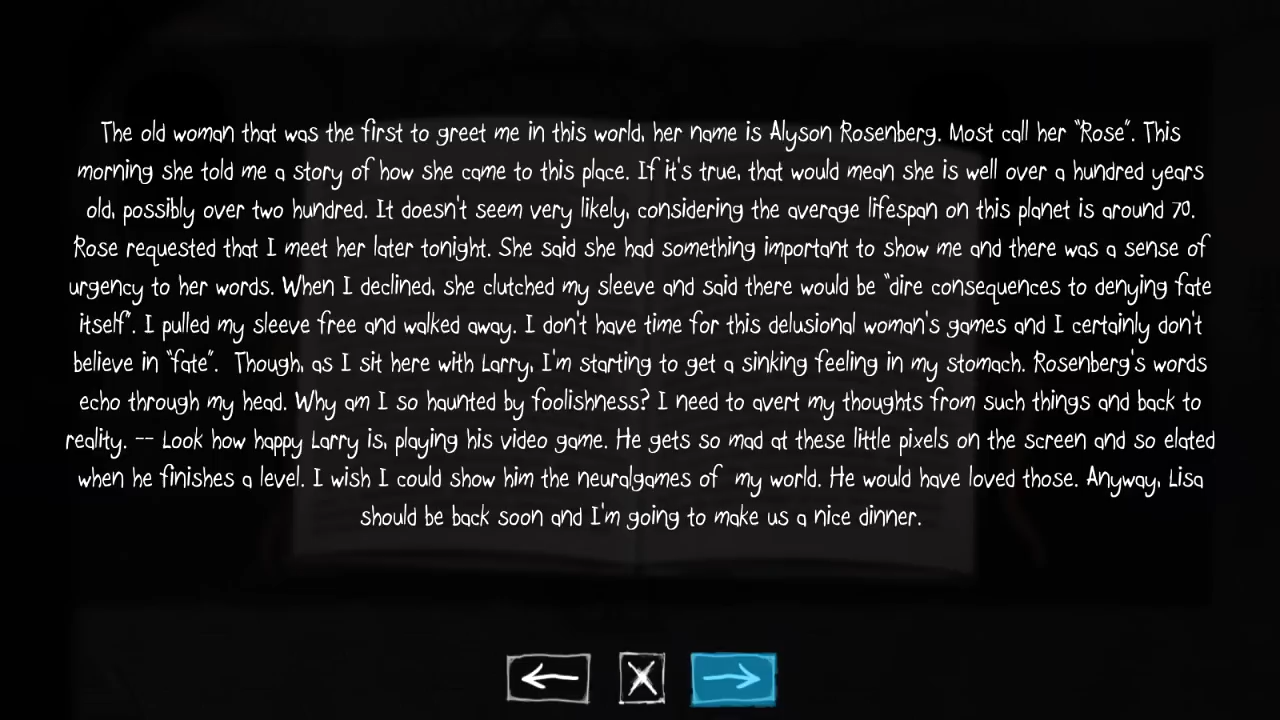 The old woman that was the first to greet me in this world, her name is Alyson Rosenberg. Most call her "Rose". This
morning she told me a story of how she came to this place. If it's true, that would mean she is well over a hundred years
old, possibly over two hundred. It doesn't seem very likely, considering the average lifespan on this planet is around 70.
Rose requested that I meet her later tonight. She said she had something important to show me and there was a sense of
urgency to her words. When I declined, she clutched my sleeve and said there would be "dire consequences to denying fate
itself". I pulled my sleeve free and walked away. I don't have time for this delusional woman's games and I certainly don't
believe in "fate".  Though, as I sit here with Larry, I'm starting to get a sinking feeling in my stomach. Rosenberg's words
echo through my head. Why am I so haunted by foolishness? I need to avert my thoughts from such things and back to
reality. -- Look how happy Larry is, playing his video game. He gets so mad at these little pixels on the screen and so elated
when he finishes a level. I wish I could show him the neuralgames of  my world. He would have loved those. Anyway, Lisa
should be back soon and I'm going to make us a nice dinner.